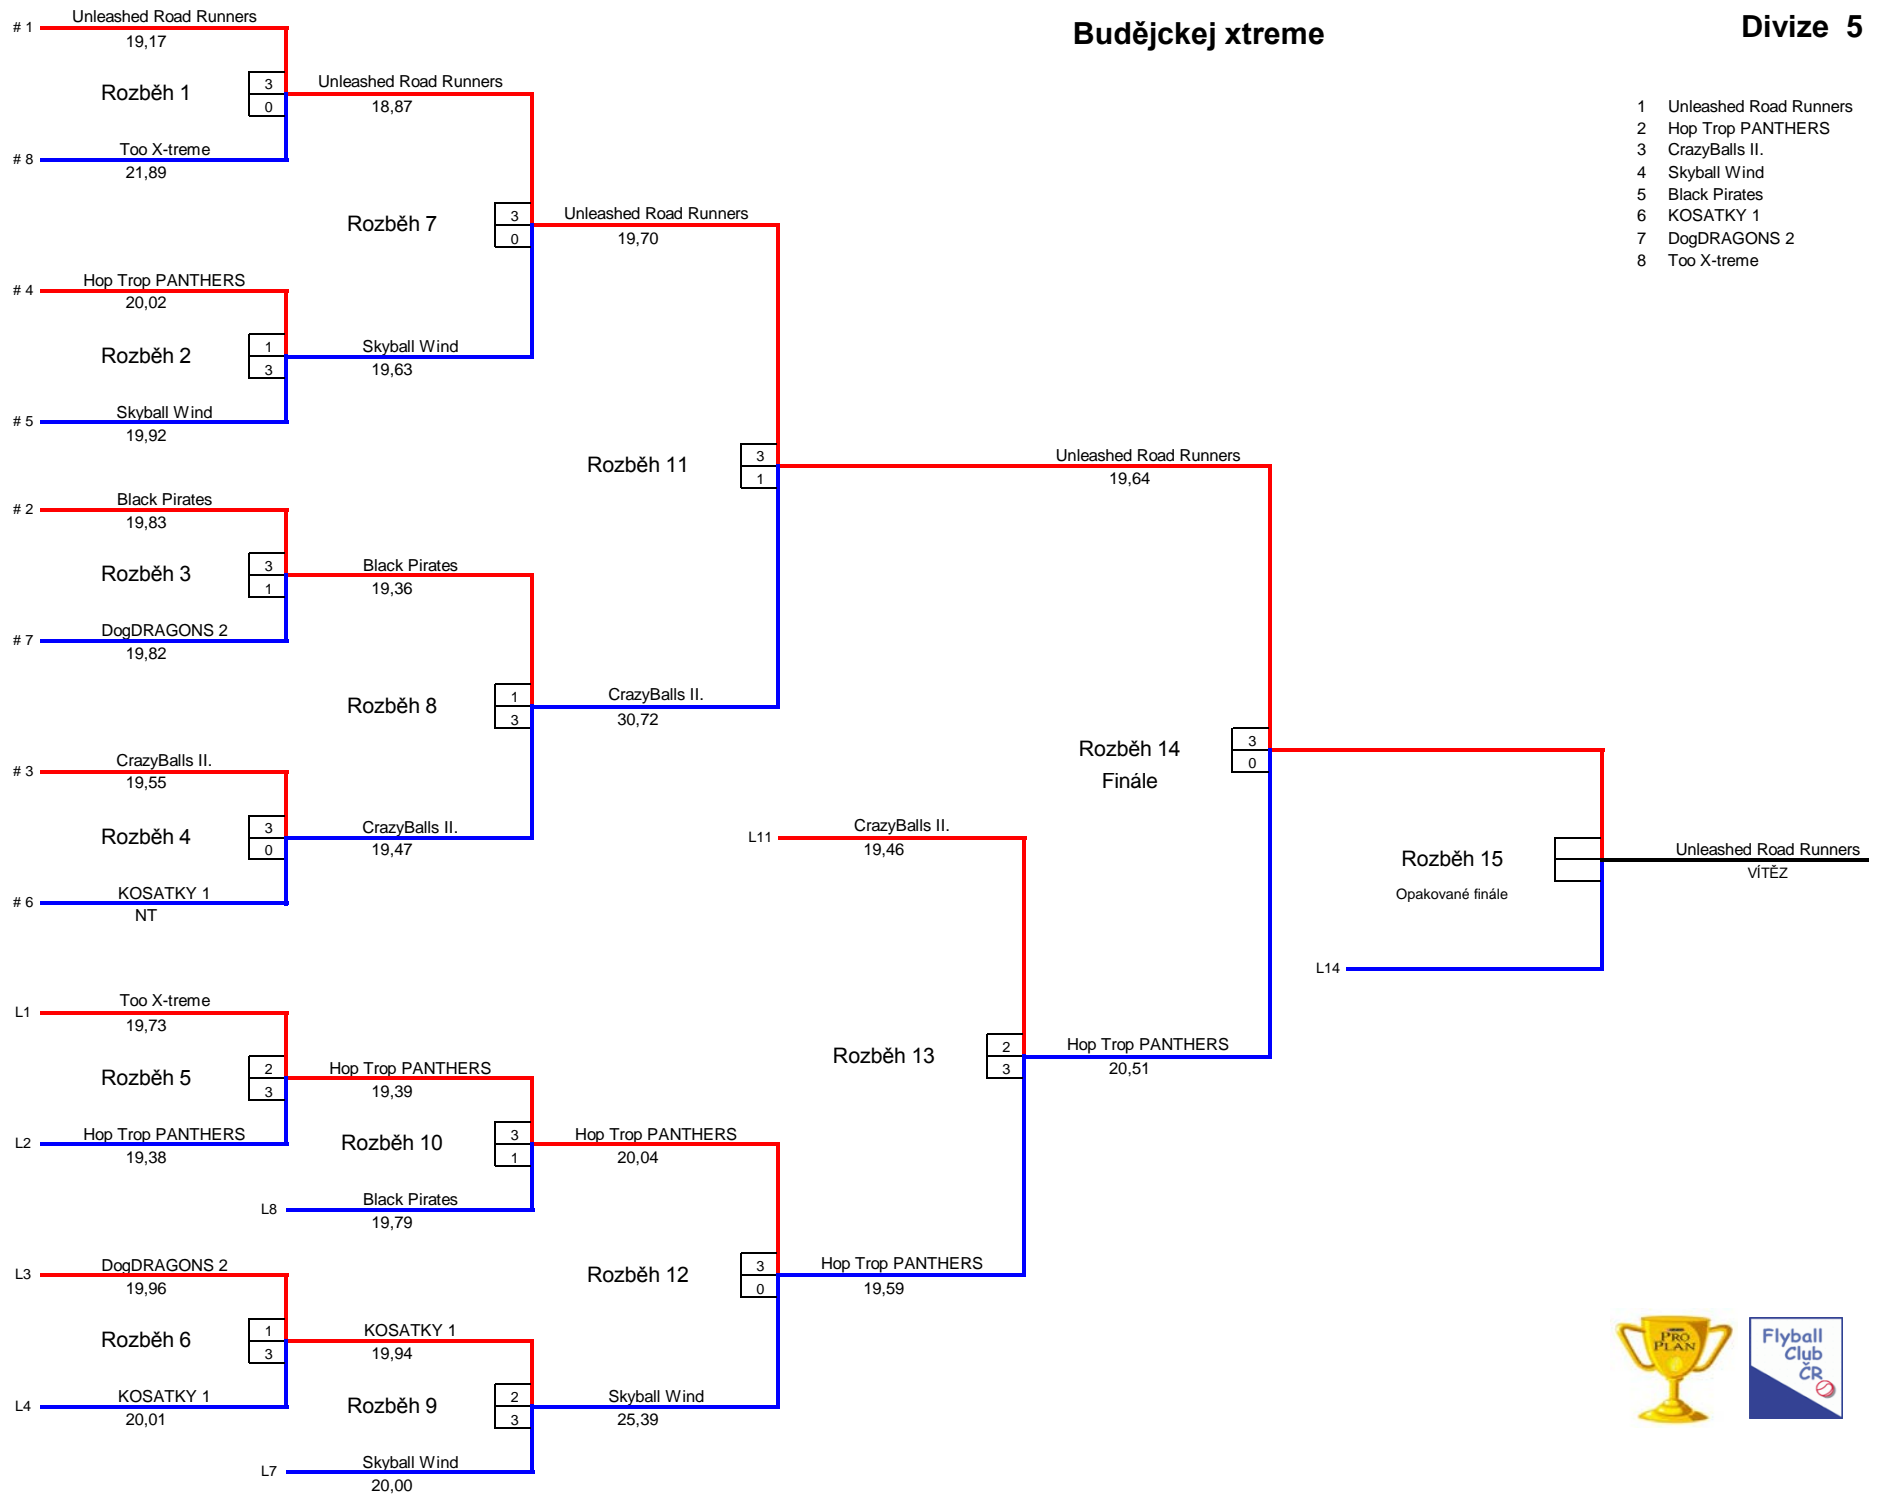 Budějckej xtreme
Divize 5
1 Unleashed Road Runners
2 Hop Trop PANTHERS
3 CrazyBalls II.
4 Skyball Wind
5 Black Pirates
6 KOSATKY 1
7 DogDRAGONS 2
8 Too X-treme
# 1 Unleashed Road Runners
19,17
Rozběh 1
3
0
# 8 Too X-treme
21,89
Unleashed Road Runners
18,87
Rozběh 7
3
0
# 4 Hop Trop PANTHERS
20,02
Rozběh 2
1
3
# 5 Skyball Wind
19,92
Skyball Wind
19,63
Unleashed Road Runners
19,70
Rozběh 11
3
1
# 2 Black Pirates
19,83
Rozběh 3
3
1
# 7 DogDRAGONS 2
19,82
Black Pirates
19,36
Rozběh 8
1
3
# 3 CrazyBalls II.
19,55
Rozběh 4
3
0
# 6 KOSATKY 1
NT
CrazyBalls II.
19,47
CrazyBalls II.
30,72
Unleashed Road Runners
19,64
Rozběh 14
Finále
3
0
L11 CrazyBalls II.
19,46
Rozběh 13
2
3
Hop Trop PANTHERS
20,51
Rozběh 15
Opakované finále
L14
Unleashed Road Runners
VÍTĚZ
L1 Too X-treme
19,73
Rozběh 5
2
3
L2 Hop Trop PANTHERS
19,38
Hop Trop PANTHERS
19,39
Rozběh 10
3
1
L8 Black Pirates
19,79
Hop Trop PANTHERS
20,04
Rozběh 12
3
0
Hop Trop PANTHERS
19,59
L3 DogDRAGONS 2
19,96
Rozběh 6
1
3
L4 KOSATKY 1
20,01
KOSATKY 1
19,94
Rozběh 9
2
3
L7 Skyball Wind
20,00
Skyball Wind
25,39
PRO
PLAN
Flyball
Club
ČR